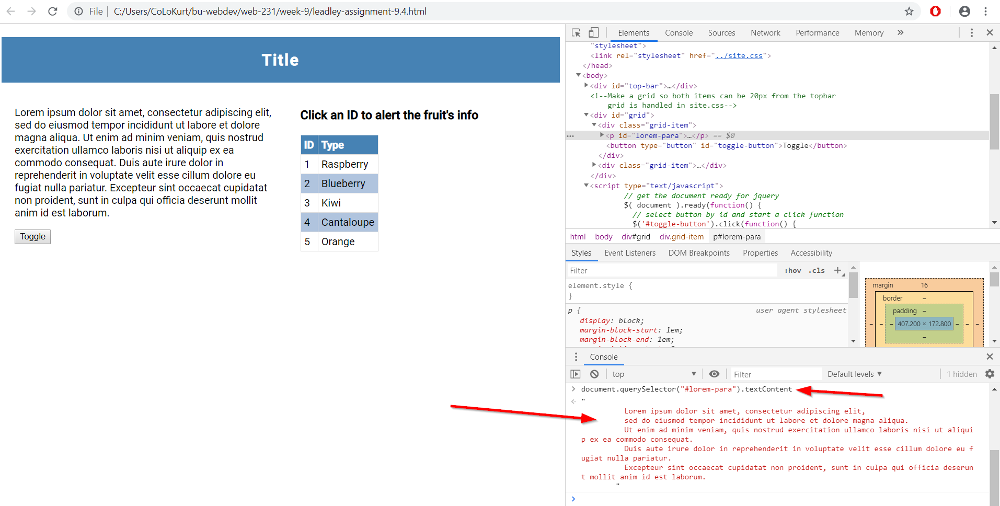 File | C:/Users/CoLoKurt/bu-webdev/web-231/week-9/leadley-assignment-9.4.html
Title
Lorem ipsum dolor sit amet, consectetur adipiscing elit,
sed do eiusmod tempor incididunt ut labore et dolore
magna aliqua. Ut enim ad minim veniam, quis nostrud
exercitation ullamco laboris nisi ut aliquip ex ea
commodo consequat. Duis aute irure dolor in
reprehenderit in voluptate velit esse cillum dolore eu
fugiat nulla pariatur. Excepteur sint occaecat cupidatat
non proident, sunt in culpa qui officia deserunt mollit
anim id est laborum.
Toggle
Click an ID to alert the fruit's info
ID Type
1 Raspberry
2 Blueberry
3 Kiwi
4 Cantaloupe
5 Orange
Elements Console Sources Network Performance Memory »
"stylesheet">
<link rel="stylesheet" href="../site.css">
</head>
<body>
<div id="top-bar">…</div>
<!--Make a grid so both items can be 20px from the topbar
grid is handled in site.css-->
<div id="grid">
<div class="grid-item">
<p id="lorem-para">…</p> == $0
<button type="button" id="toggle-button">Toggle</button>
</div>
<div class="grid-item">…</div>
</div>
<script type="text/javascript">
// get the document ready for jquery
$( document ).ready(function() {
// select button by id and start a click function
$('#toggle-button').click(function() {
html body div#grid div.grid-item p#lorem-para
Styles Event Listeners DOM Breakpoints Properties Accessibility
Filter :hov .cls +
element.style {
}
p { user agent stylesheet
display: block;
margin-block-start: 1em;
margin-block-end: 1em;
margin 16
border –
padding –
– – – 407.200 × 172.800 – – –
–
Console
top Filter Default levels 1 hidden
> document.querySelector("#lorem-para").textContent
"
Lorem ipsum dolor sit amet, consectetur adipiscing elit,
sed do eiusmod tempor incididunt ut labore et dolore magna aliqua.
Ut enim ad minim veniam, quis nostrud exercitation ullamco laboris nisi ut aliqui
p ex ea commodo consequat.
Duis aute irure dolor in reprehenderit in voluptate velit esse cillum dolore eu f
ugiat nulla pariatur.
Excepteur sint occaecat cupidatat non proident, sunt in culpa qui officia deserun
t mollit anim id est laborum.
"
>